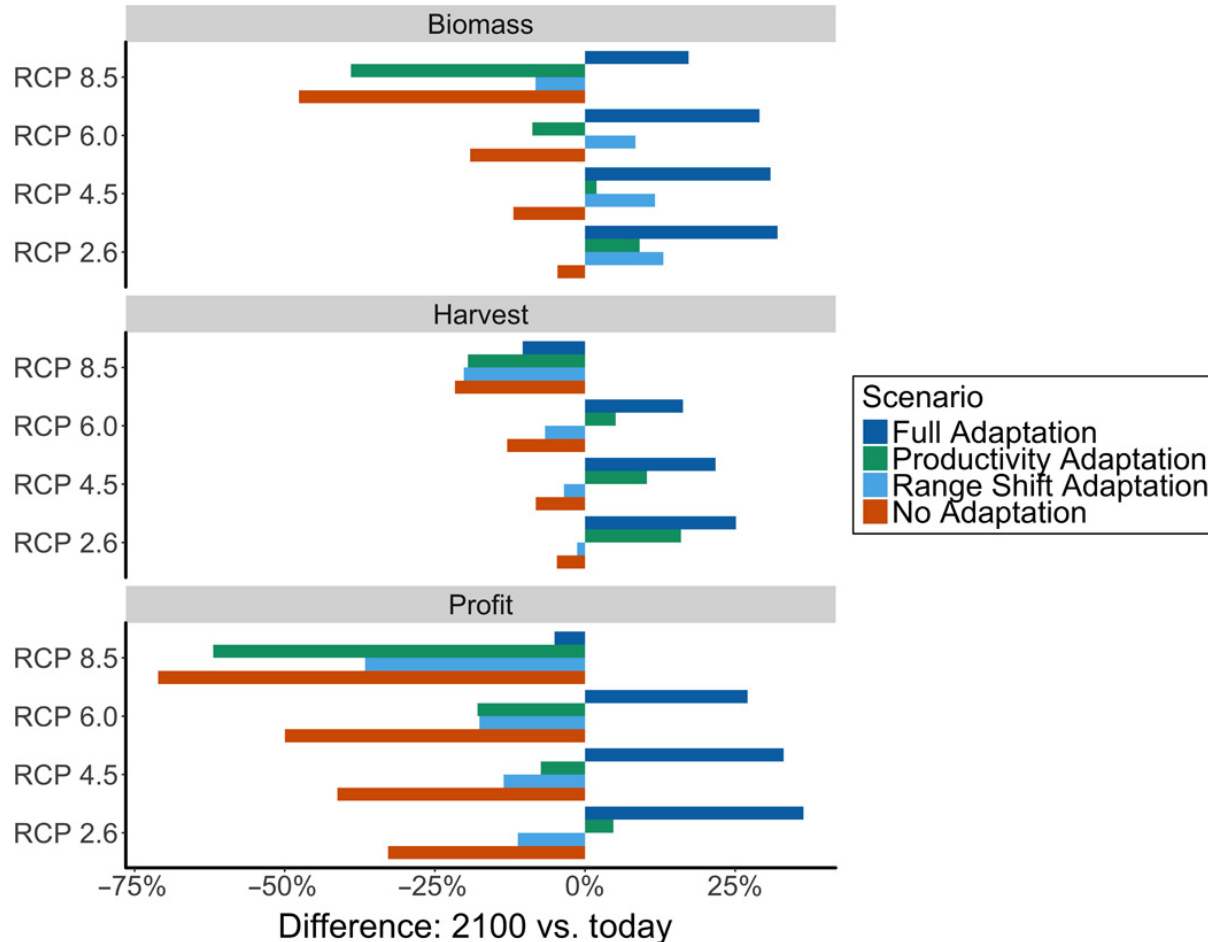 Biomass
RCP 8.5
RCP 6.0
RCP 4.5
RCP 2.6
Harvest
RCP 8.5
RCP 6.0
RCP 4.5
RCP 2.6
Profit
RCP 8.5
RCP 6.0
RCP 4.5
RCP 2.6
−75% −50% −25% 0% 25%
Difference: 2100 vs. today
Scenario
Full Adaptation
Productivity Adaptation
Range Shift Adaptation
No Adaptation